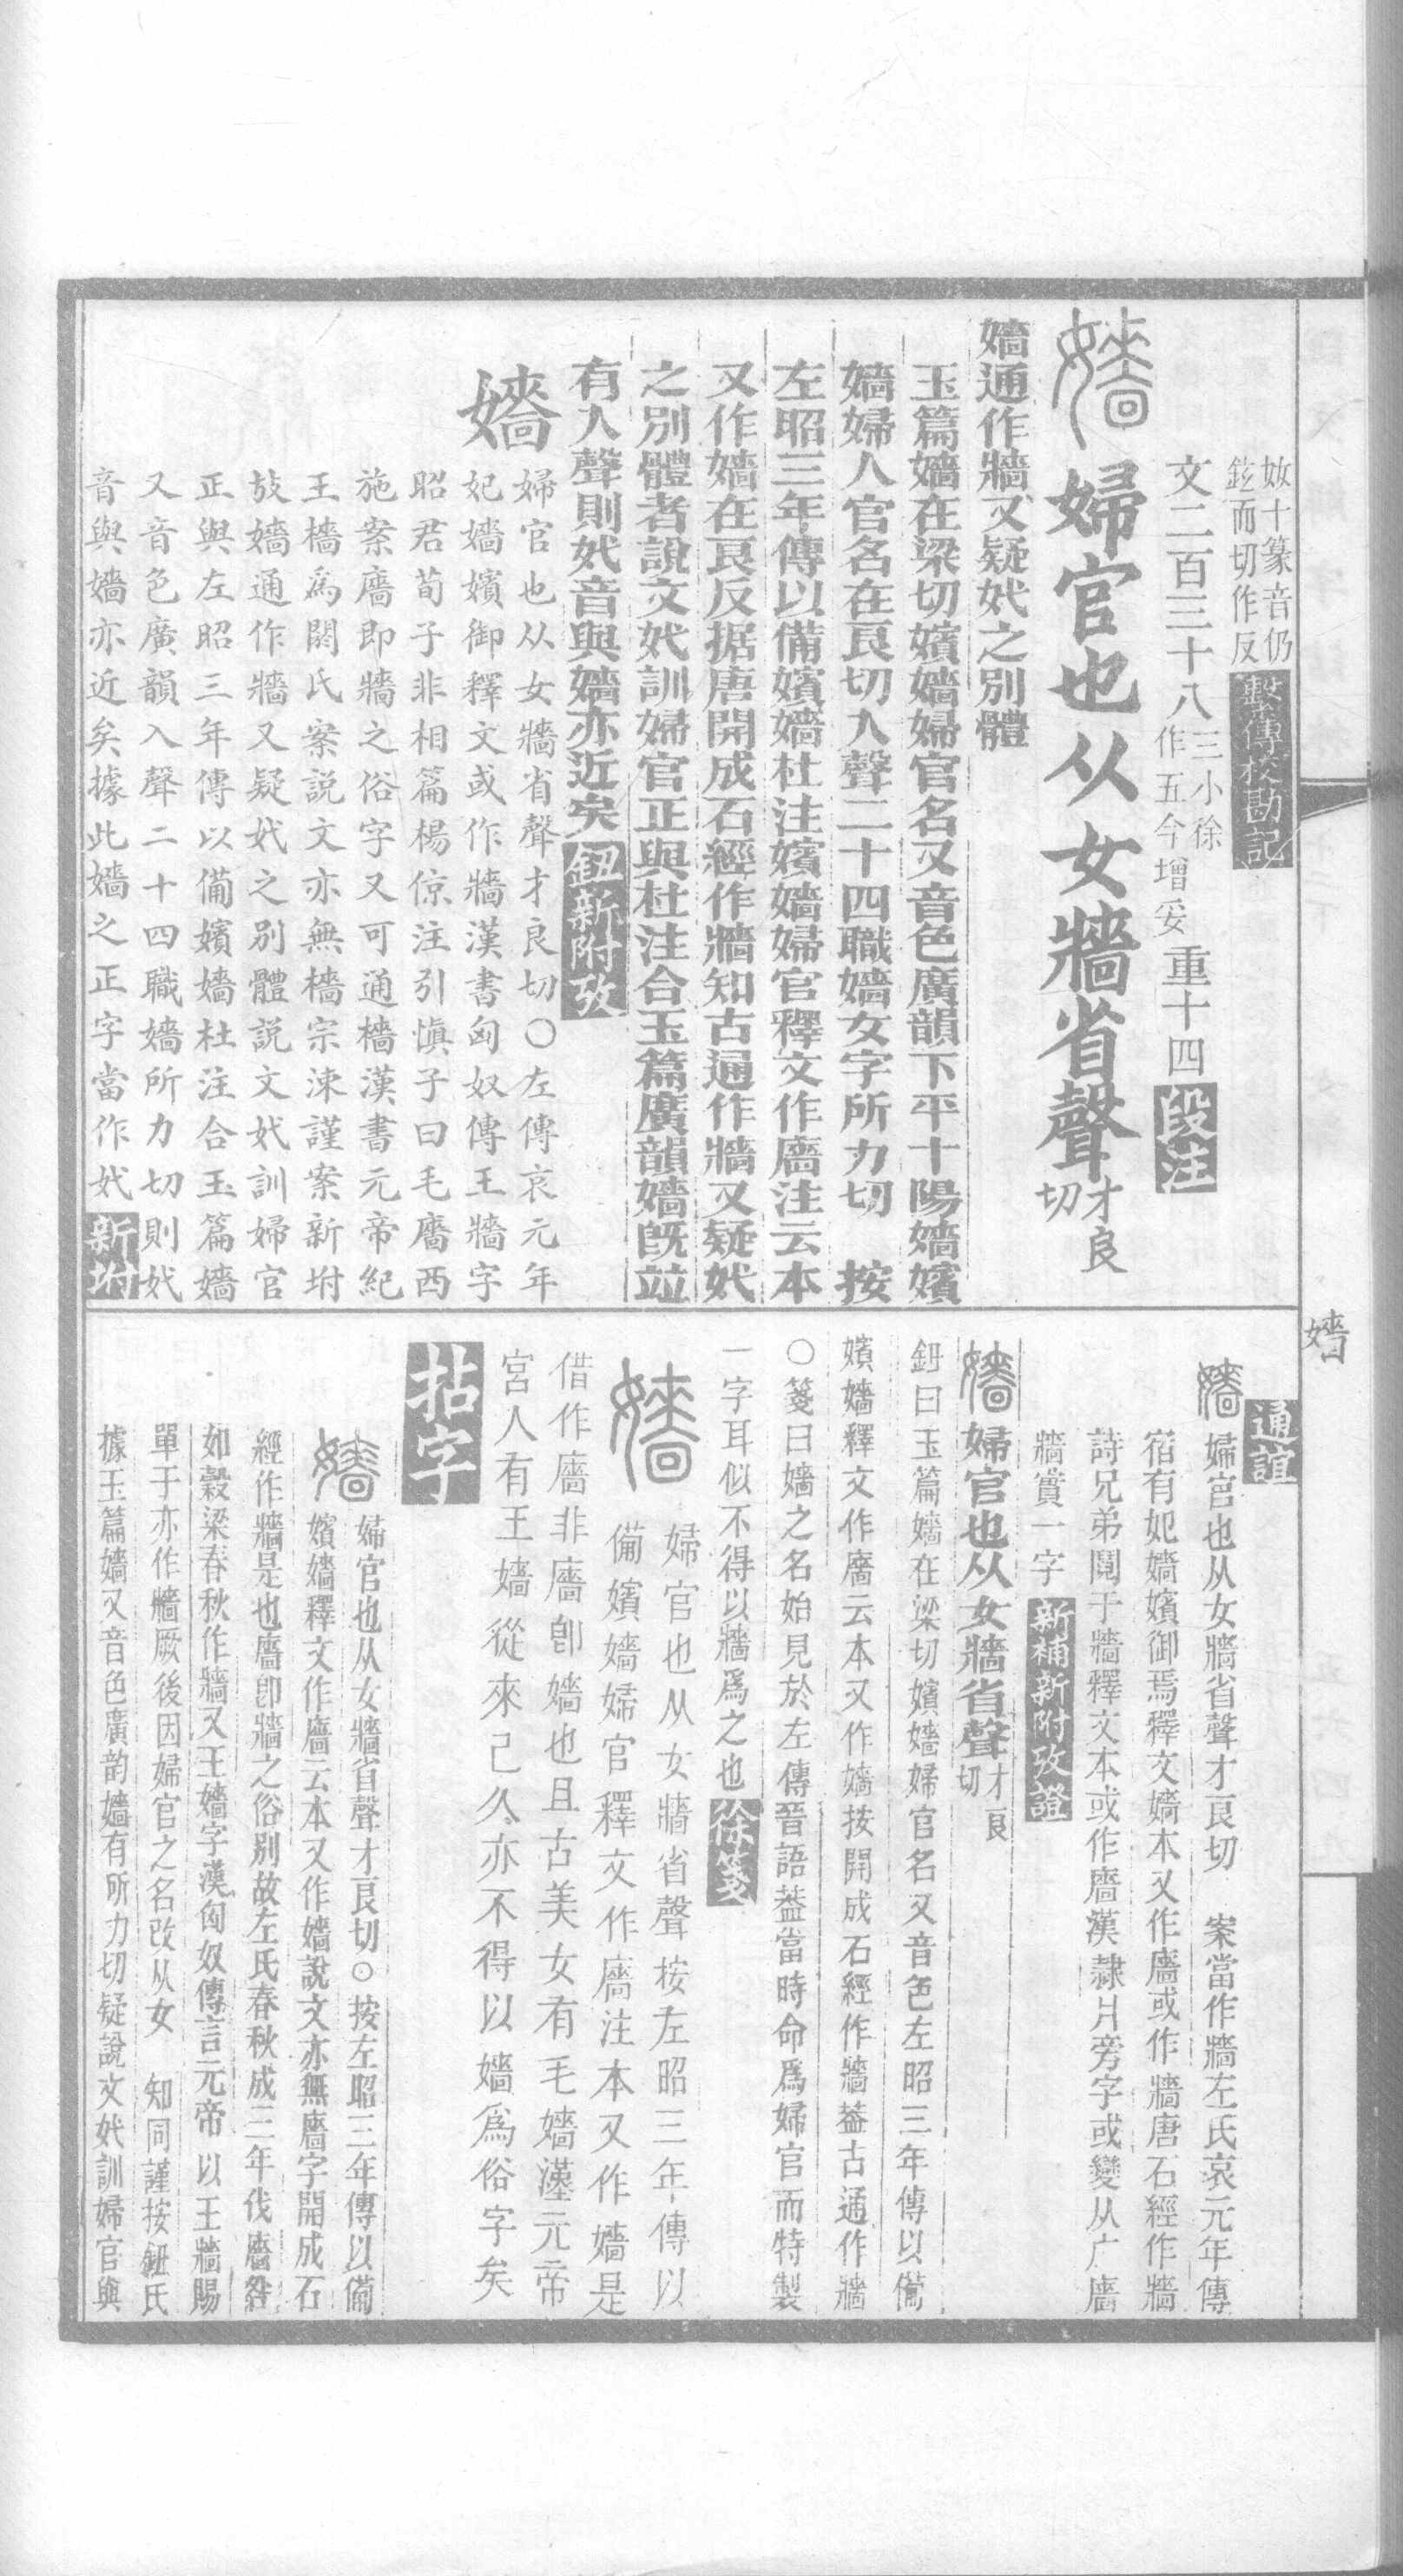 奻十篆音仍
鉉而切作反
繫傳校勘記
文二百三十八三小徐
作五今增妥重十四
段注
嬙婦官也从女牆省聲才良
切
嬙通作牆又疑㚤之別體
玉篇嬙在梁切嬪嬙婦官名又音色廣韻下平十陽嬙嬪
嬙婦人官名在良切入聲二十四職嬙女字所力切 按
左昭三年傳以備嬪嬙杜注嬪嬙婦官釋文作廧注云本
又作嬙在良反据唐開成石經作牆知古通作牆又疑㚤
之別體者說文㚤訓婦官正與杜注合玉篇廣韻嬙旣竝
有入聲則㚤音與嬙亦近矣
鈕新附攷
嬙
婦官也从女牆省聲才良切〇左傳哀元年
妃嬙嬪御釋文或作牆漢書匈奴傳王牆字
昭君荀子非相篇楊倞注引慎子曰毛廧西
施案廧卽牆之俗字又可通檣漢書元帝紀
王檣為閼氏案説文亦無檣宗涑謹案新坿
攷嬙通作牆又疑㚤之別體説文㚤訓婦官
正與左昭三年傳以備嬪嬙杜注合玉篇嬙
又音色廣韻入聲二十四職嬙所力切則㚤
音與嬙亦近矣據此嬙之正字當作㚤
新坿
嬙
通誼
嬙婦官也从女牆省聲才良切 案當作牆左氏哀元年傳
宿有妃嬙嬪御焉釋文嬙本又作廧或作牆唐石經作牆
詩兄弟鬩于牆釋文本或作廧漢隷爿旁字或變从广廧
牆實一字
新補新附攷證
嬙婦官也从女牆省聲才良
切
鈕曰玉篇嬙在梁切嬪嬙婦官名又音色左昭三年傳以備
嬪嬙釋文作廧云本又作嬙按開成石經作牆葢古通作牆
〇箋曰嬙之名始見於左傳晉語葢當時命爲婦官而特製
一字耳似不得以牆爲之也
徐箋
嬙
婦官也从女牆省聲按左昭三年傳以
備嬪嬙婦官釋文作廧注本又作嬙是
借作廧非廧卽嬙也且古美女有毛嬙漢元帝
宮人有王嬙從來已久亦不得以嬙爲俗字矣
拈字
嬙婦官也从女牆省聲才良切〇按左昭三年傳以備
嬪嬙釋文作廧云本又作嬙說文亦無廧字開成石
經作牆是也廧卽牆之俗別故左氏春秋成三年伐廧咎
如穀梁春秋作牆又王嬙字漢匈奴傳言元帝以王牆賜
單于亦作牆厥後因婦官之名改从女 知同謹按鈕氏
據玉篇嬙又音色廣韵嬙有所力切疑說文㚤訓婦官與